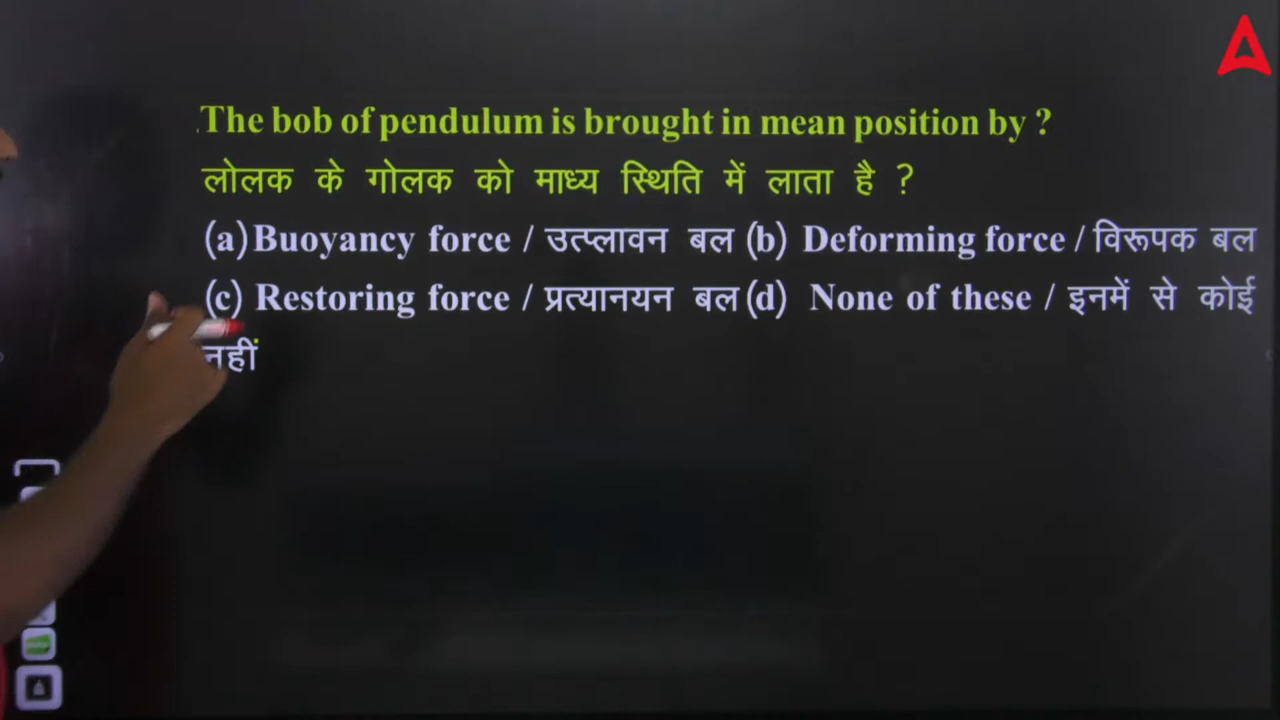 .The bob of pendulum is brought in mean position by ?
लोलक के गोलक को माध्य स्थिति में लाता है ?
(a) Buoyancy force / उत्प्लावन बल (b) Deforming force / विरूपक बल
(c) Restoring force / प्रत्यानयन बल (d) None of these / इनमें से कोई
नहीं